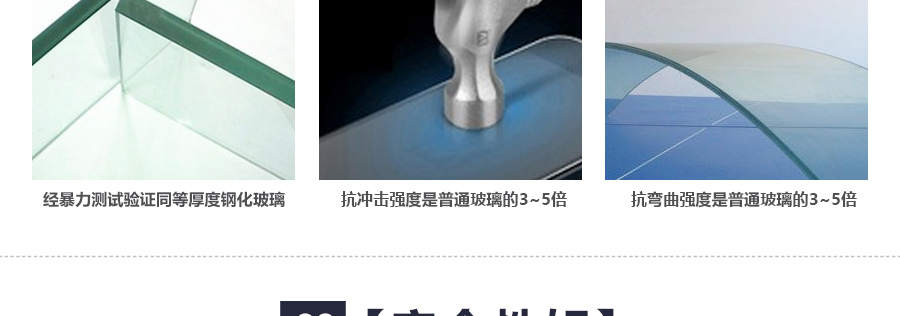 经暴力测试验证同等厚度钢化玻璃
抗冲击强度是普通玻璃的3~5倍
抗弯曲强度是普通玻璃的3~5倍